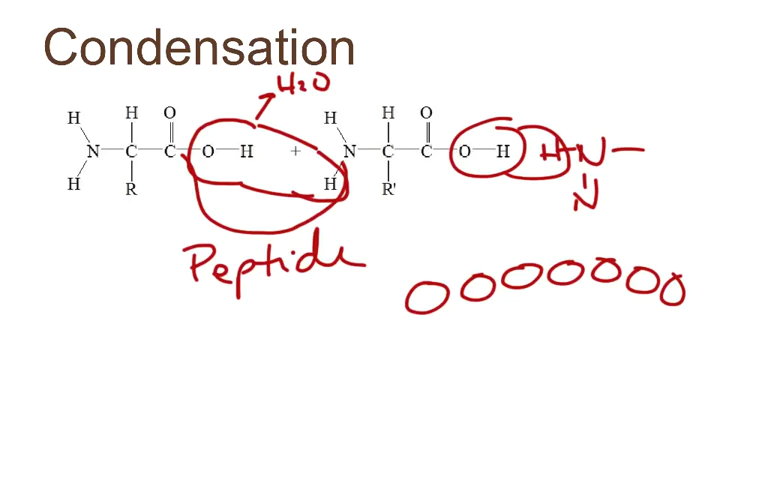 Condensation
H₂O
H H O H H O
N C C O H + N C C O H H N
H R H R' N
Peptide